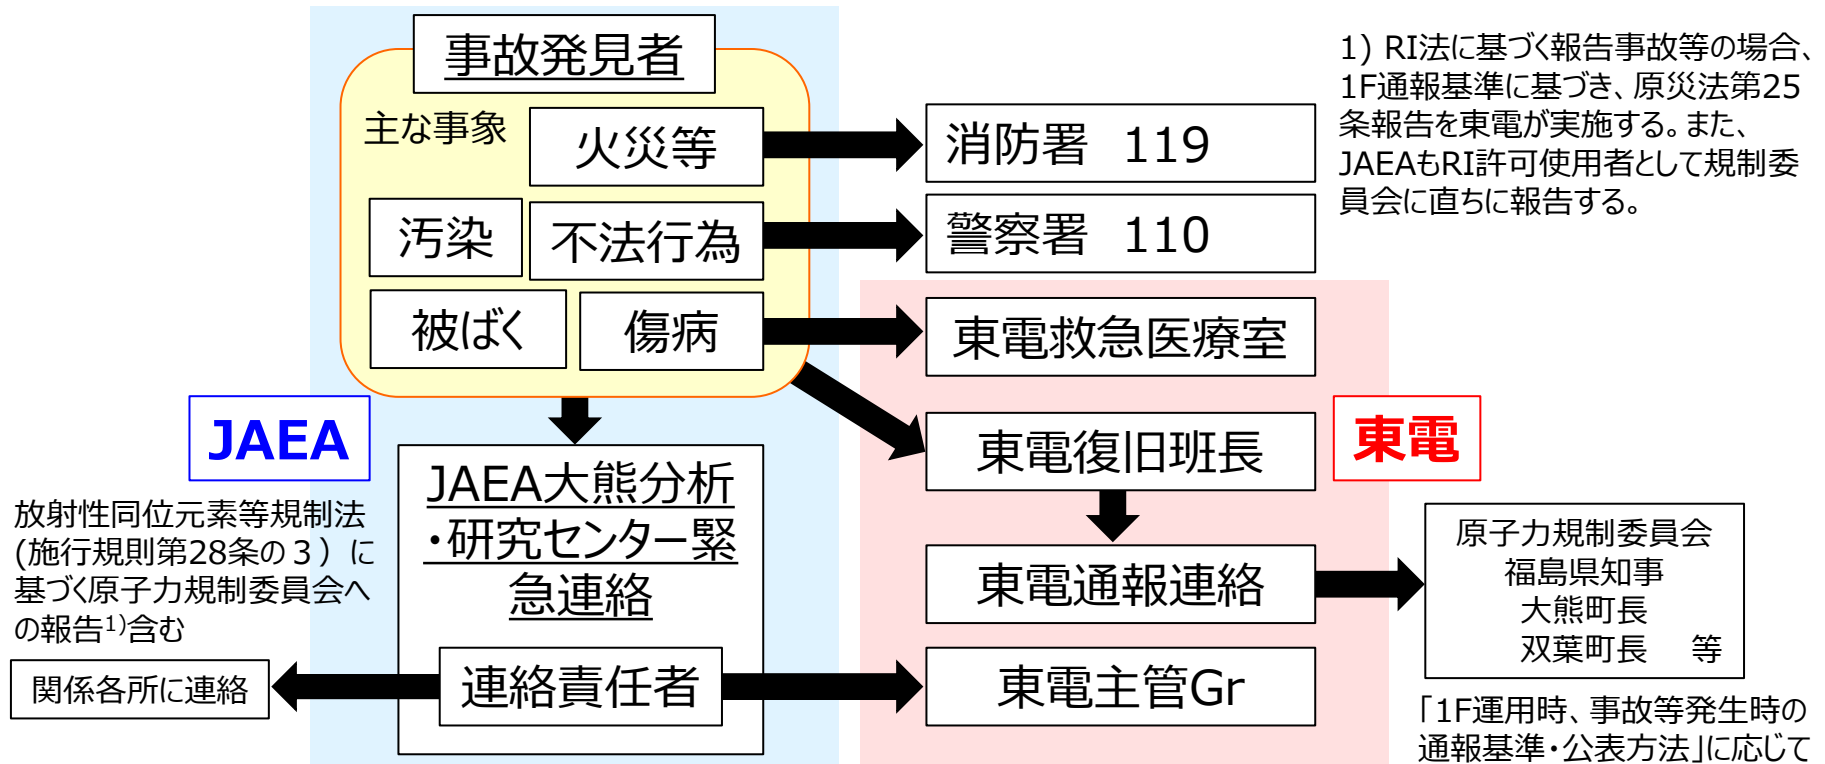 事故発見者
主な事象
火災等
汚染
不法行為
被ばく
傷病
消防署 119
警察署 110
東電救急医療室
東電復旧班長
東電通報連絡
東電主管Gr
1) RI法に基づく報告事故等の場合、
1F通報基準に基づき、原災法第25
条報告を東電が実施する。また、
JAEAもRI許可使用者として規制委
員会に直ちに報告する。
JAEA
東電
JAEA大熊分析
・研究センター緊
急連絡
連絡責任者
放射性同位元素等規制法
(施行規則第28条の３）に
基づく原子力規制委員会へ
の報告1)含む
関係各所に連絡
原子力規制委員会
福島県知事
大熊町長
双葉町長 等
「1F運用時、事故等発生時の
通報基準・公表方法」に応じて